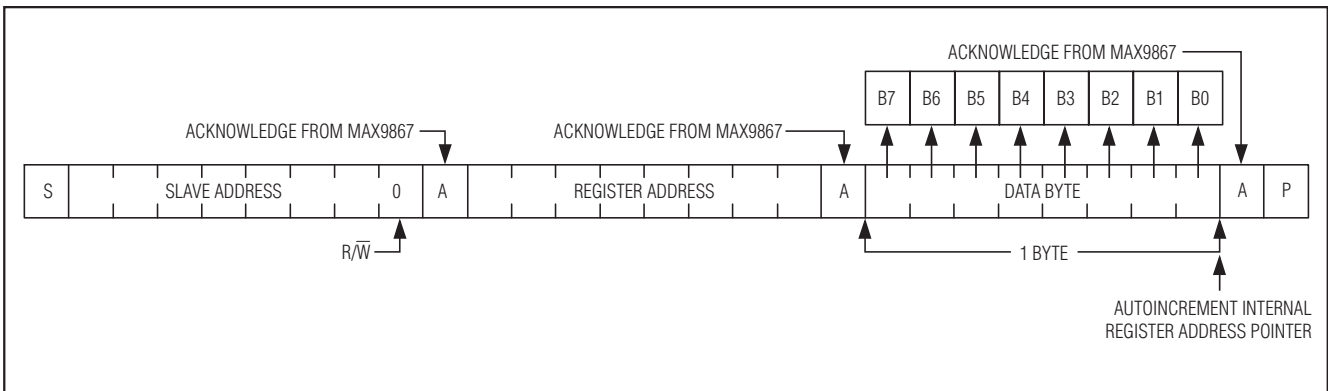 ACKNOWLEDGE FROM MAX9867
B7 B6 B5 B4 B3 B2 B1 B0
ACKNOWLEDGE FROM MAX9867
ACKNOWLEDGE FROM MAX9867
S SLAVE ADDRESS 0 A REGISTER ADDRESS A DATA BYTE A P
R/W̅
1 BYTE
AUTOINCREMENT INTERNAL
REGISTER ADDRESS POINTER